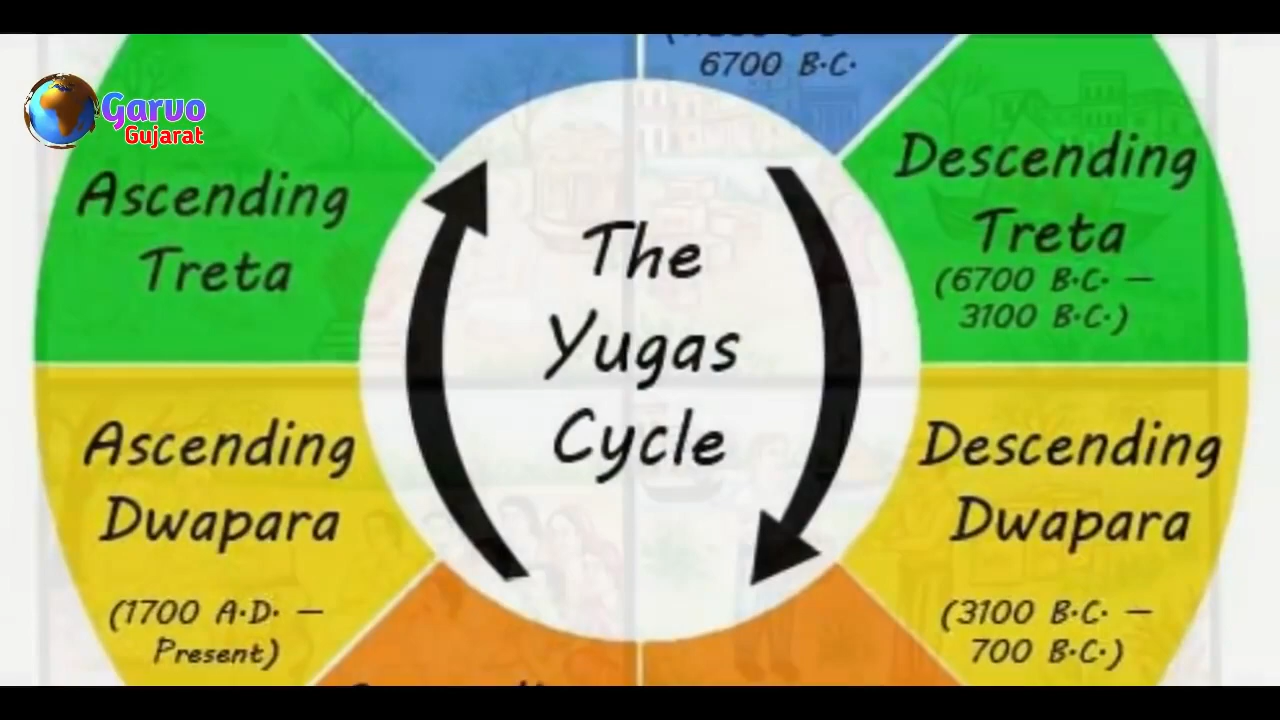 6700 B.C.
Garvo
Gujarat
Ascending
Treta
Descending
Treta
(6700 B.C. –
3100 B.C.)
The
Yugas
Cycle
Ascending
Dwapara
(1700 A.D. –
Present)
Descending
Dwapara
(3100 B.C. –
700 B.C.)